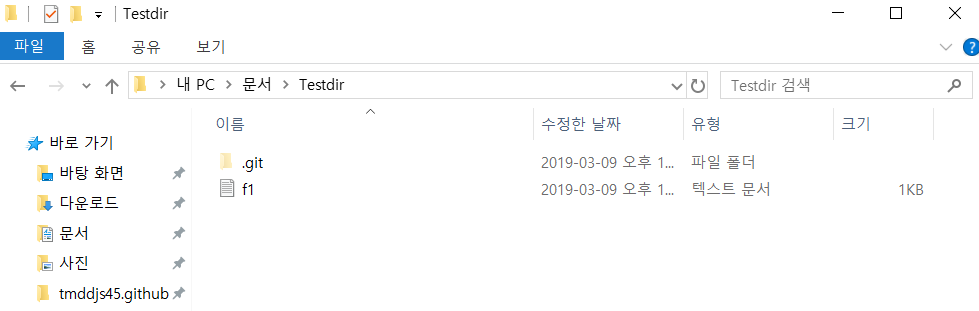 Testdir
파일 홈 공유 보기
내 PC 문서 Testdir Testdir 검색
이름 수정한 날짜 유형 크기
바로 가기
.git 2019-03-09 오후 1... 파일 폴더
바탕 화면
f1 2019-03-09 오후 1... 텍스트 문서 1KB
다운로드
문서
사진
tmddjs45.github